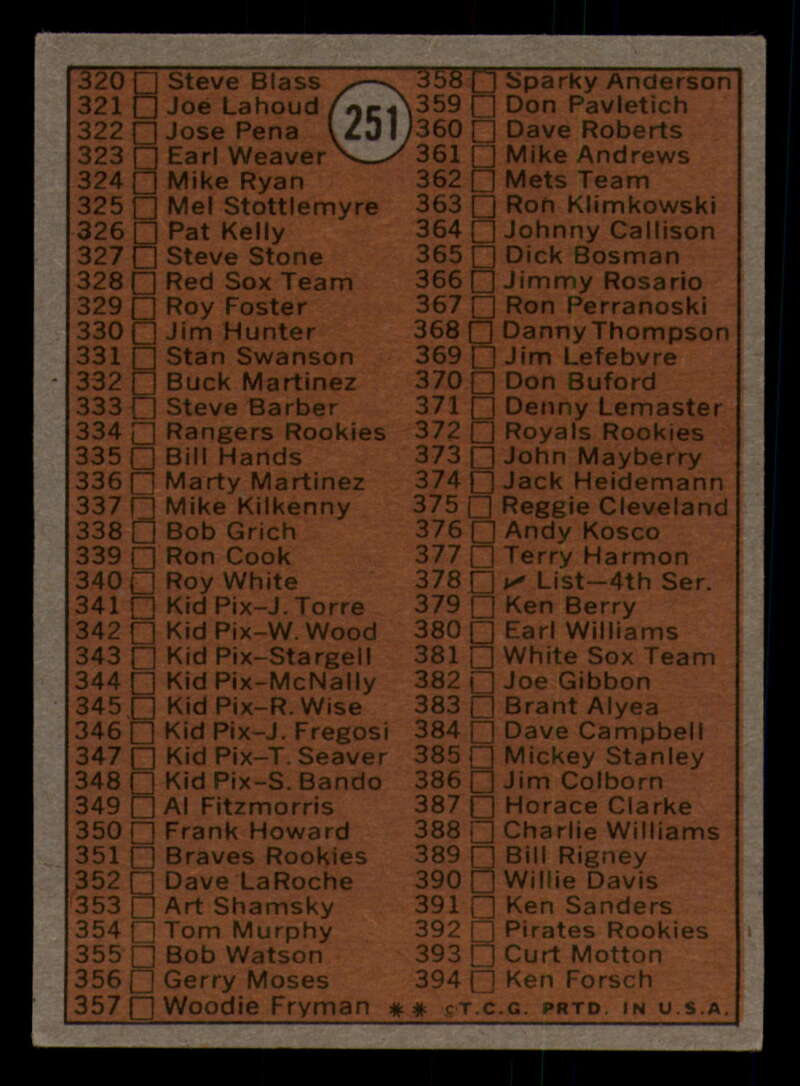 320 Steve Blass
321 Joe Lahoud
322 Jose Pena
323 Earl Weaver
324 Mike Ryan
325 Mel Stottlemyre
326 Pat Kelly
327 Steve Stone
328 Red Sox Team
329 Roy Foster
330 Jim Hunter
331 Stan Swanson
332 Buck Martinez
333 Steve Barber
334 Rangers Rookies
335 Bill Hands
336 Marty Martinez
337 Mike Kilkenny
338 Bob Grich
339 Ron Cook
340 Roy White
341 Kid Pix-J. Torre
342 Kid Pix-W. Wood
343 Kid Pix-Stargell
344 Kid Pix-McNally
345 Kid Pix-R. Wise
346 Kid Pix-J. Fregosi
347 Kid Pix-T. Seaver
348 Kid Pix-S. Bando
349 Al Fitzmorris
350 Frank Howard
351 Braves Rookies
352 Dave LaRoche
353 Art Shamsky
354 Tom Murphy
355 Bob Watson
356 Gerry Moses
357 Woodie Fryman
251
358 Sparky Anderson
359 Don Pavletich
360 Dave Roberts
361 Mike Andrews
362 Mets Team
363 Ron Klimkowski
364 Johnny Callison
365 Dick Bosman
366 Jimmy Rosario
367 Ron Perranoski
368 Danny Thompson
369 Jim Lefebvre
370 Don Buford
371 Denny Lemaster
372 Royals Rookies
373 John Mayberry
374 Jack Heidemann
375 Reggie Cleveland
376 Andy Kosco
377 Terry Harmon
378 ✓ List—4th Ser.
379 Ken Berry
380 Earl Williams
381 White Sox Team
382 Joe Gibbon
383 Brant Alyea
384 Dave Campbell
385 Mickey Stanley
386 Jim Colborn
387 Horace Clarke
388 Charlie Williams
389 Bill Rigney
390 Willie Davis
391 Ken Sanders
392 Pirates Rookies
393 Curt Motton
394 Ken Forsch
** ©T.C.G. PRTD. IN U.S.A.